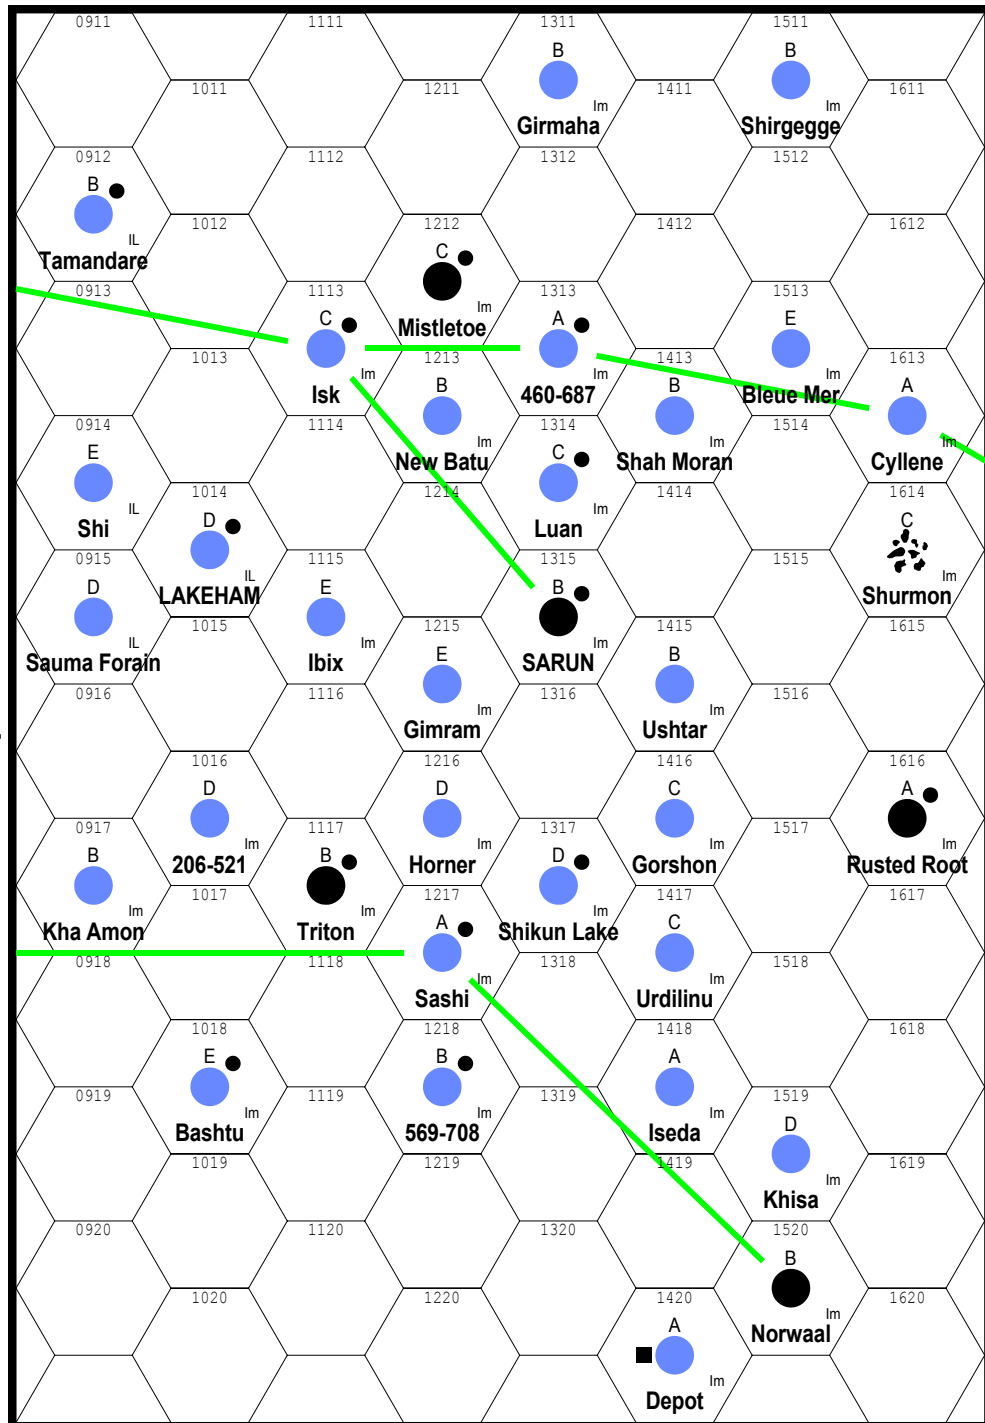 0911 1111 1311 1511
B B
1011 1211 Im 1411 Im 1611
Girmaha Shirgegge
0912 1112 1312 1512
B
1012 1212 1412 1612
IL C
Tamandare
0913 1113 Im 1313 1513
C Mistletoe A E
1013 Im 1213 Im 1413 Im 1613
Isk B 460-687 B Bleue Mer A
0914 1114 Im 1314 Im 1514 Im
E New Batu C Shah Moran Cyllene
1014 1214 1414 1614
IL D Im C
Shi Luan
0915 IL 1115 1315 1515 Im
D LAKEHAM E B Shurmon
1015 1215 1415 1615
IL Im E Im B
Sauma Forain Ibix SARUN
0916 1116 Im 1316 Im 1516
Gimram Ushtar
1016 1216 1416 1616
D D C A
0917 Im 1117 Im 1317 Im 1517 Im
B 206-521 B Horner D Gorshon Rusted Root
1017 1217 1417 1617
Im Im A Im C
Kha Amon Triton Shikun Lake
0918 1118 Im 1318 Im 1518
Sashi Urdilinu
1018 1218 1418 1618
E B A
0919 Im 1119 Im 1319 Im 1519
Bashtu 569-708 Iseda D
1019 1219 1419 1619
Im
Khisa
0920 1120 1320 1520
B
1020 1220 1420 1620
A Im
Norwaal
Im
Depot